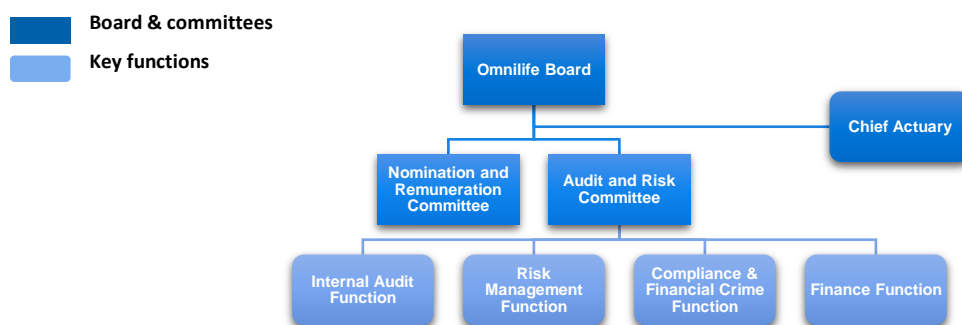 Board & committees
Key functions
Omnilife Board
Chief Actuary
Nomination and
Remuneration
Committee
Audit and Risk
Committee
Internal Audit
Function
Risk
Management
Function
Compliance &
Financial Crime
Function
Finance Function